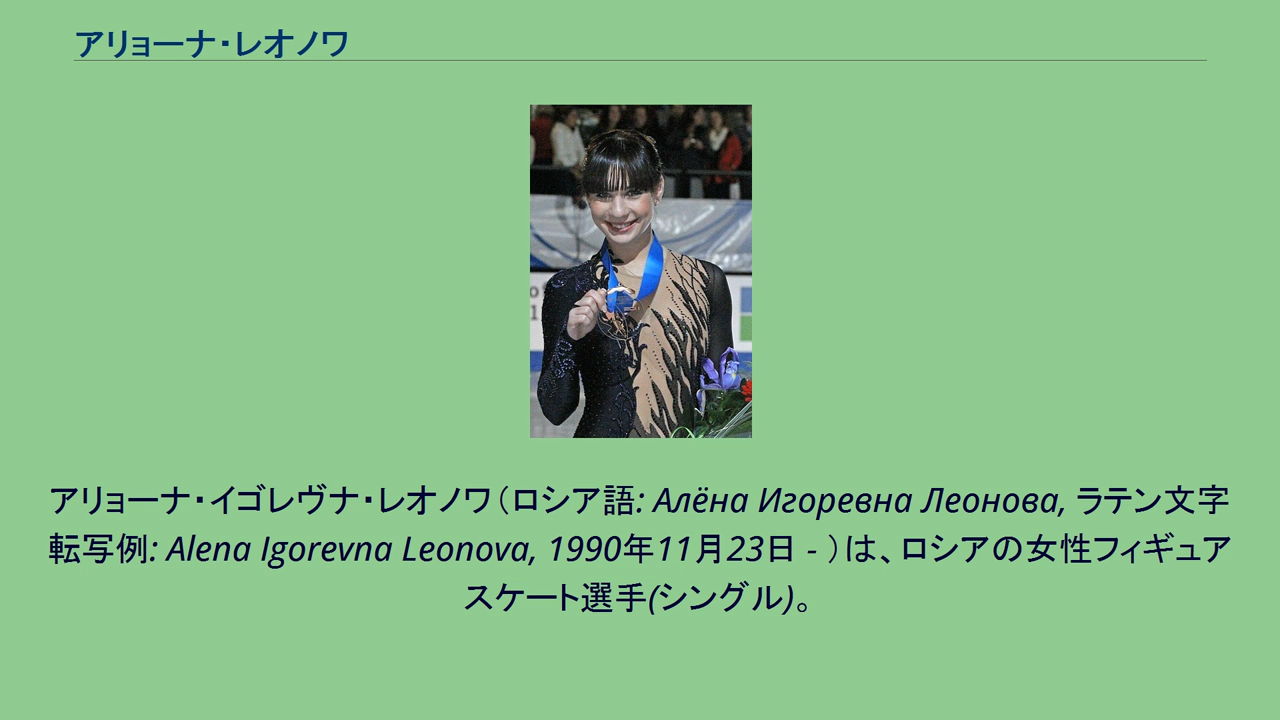 アリョーナ・レオノワ
アリョーナ・イゴレヴナ・レオノワ（ロシア語: Алёна Игоревна Леонова, ラテン文字
転写例: Alena Igorevna Leonova, 1990年11月23日 - ）は、ロシアの女性フィギュア
スケート選手(シングル)。